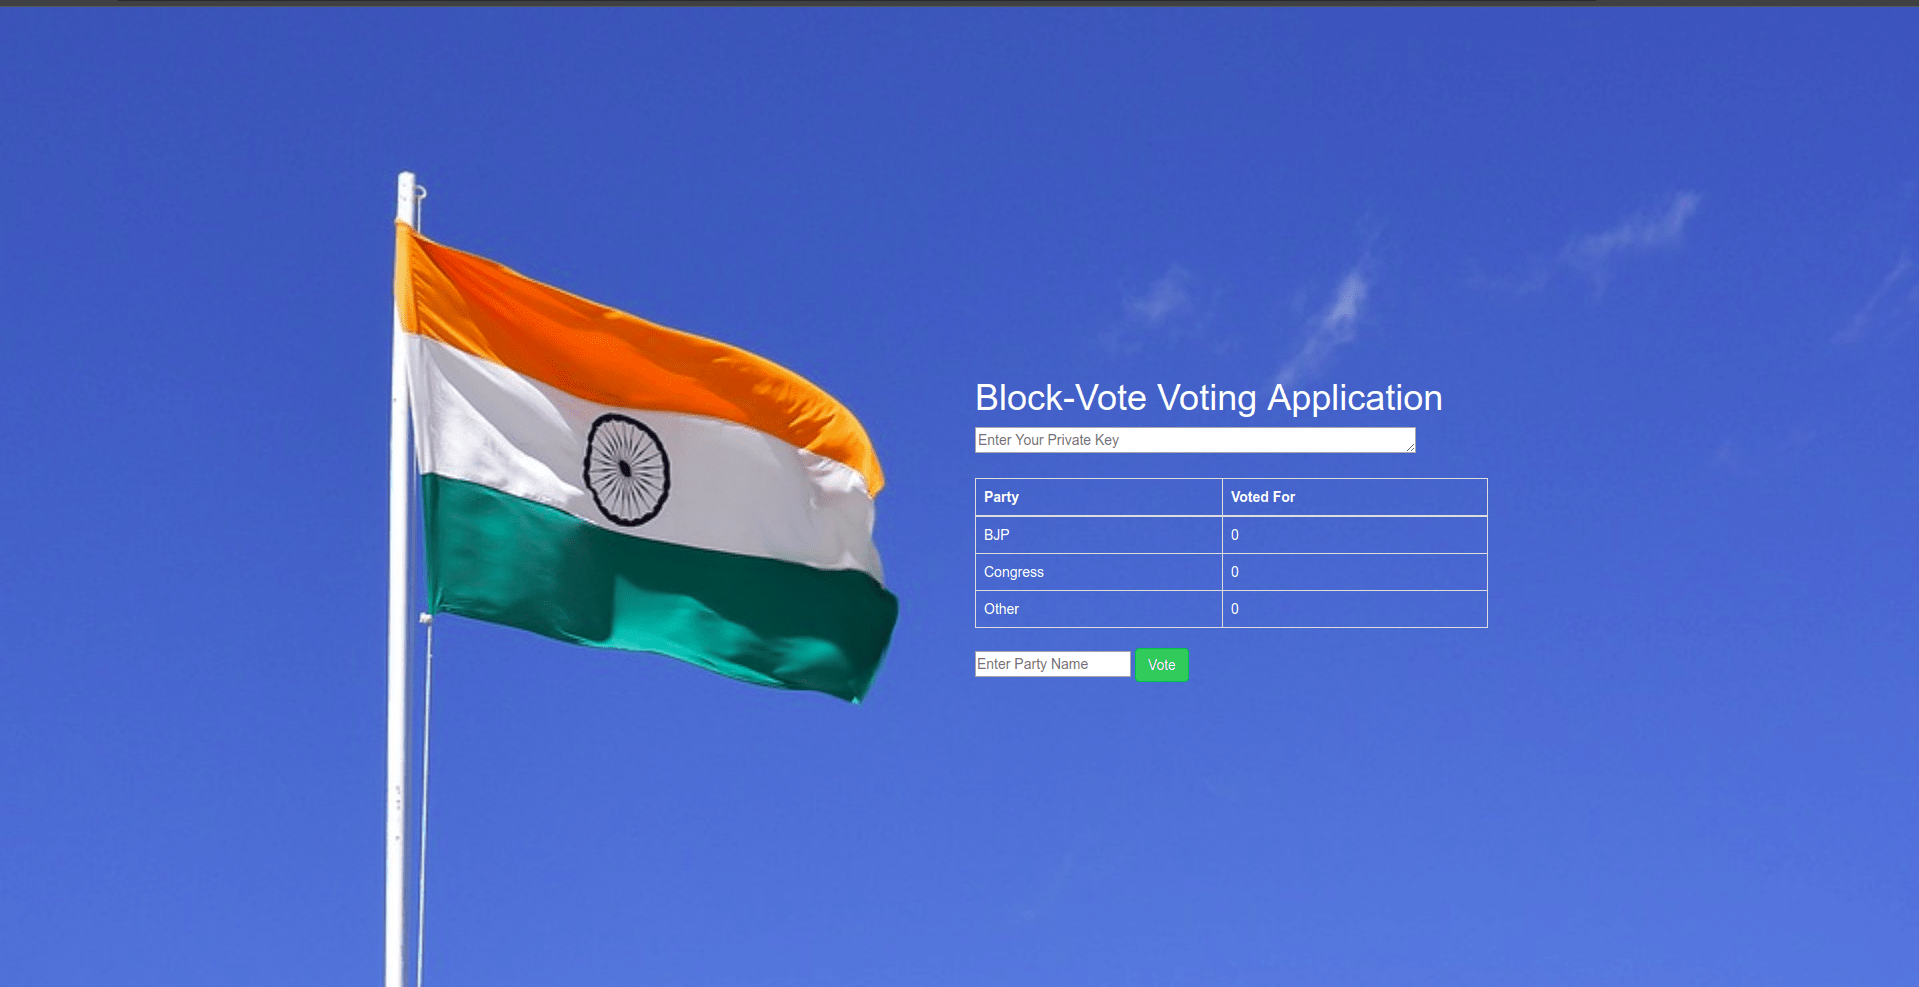 Block-Vote Voting Application
Enter Your Private Key
Party Voted For
BJP 0
Congress 0
Other 0
Enter Party Name Vote